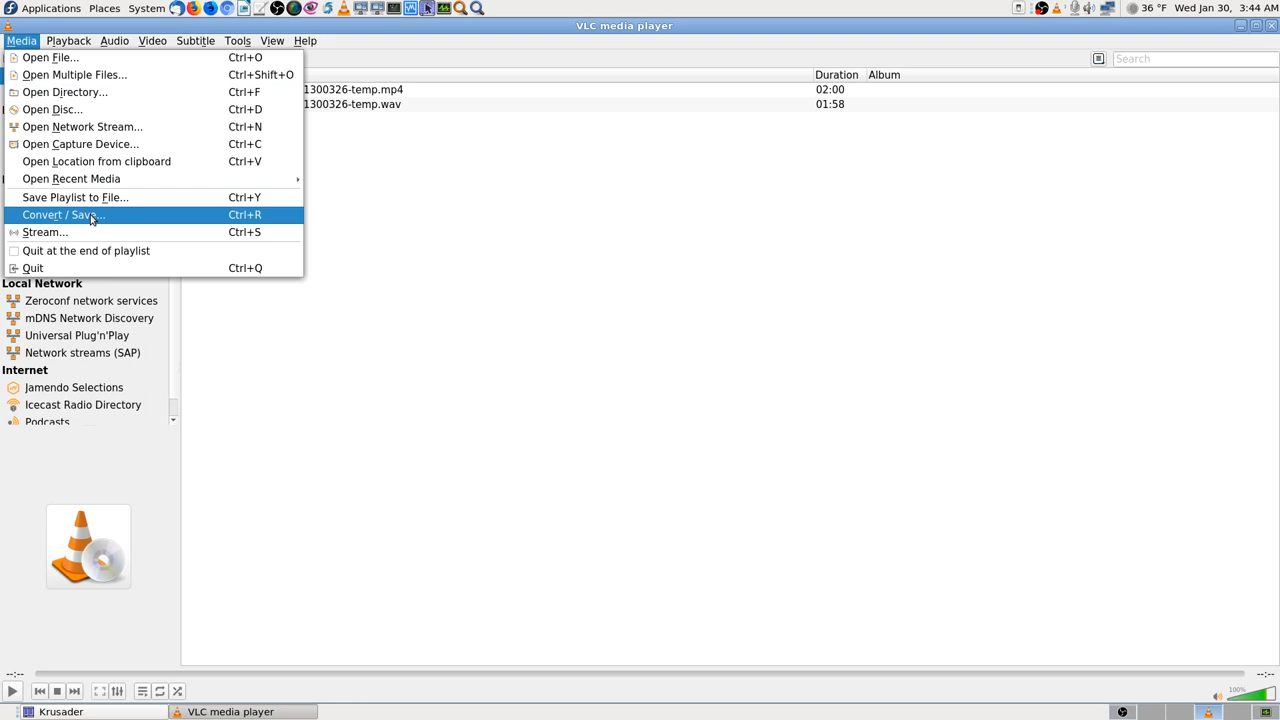 Applications Places System 36 °F Wed Jan 30, 3:44 AM
VLC media player
Media Playback Audio Video Subtitle Tools View Help
Open File... Ctrl+O
Search
Open Multiple Files... Ctrl+Shift+O
Duration Album
Open Directory... Ctrl+F
1300326-temp.mp4 02:00
Open Disc... Ctrl+D
1300326-temp.wav 01:58
Open Network Stream... Ctrl+N
Open Capture Device... Ctrl+C
Open Location from clipboard Ctrl+V
Open Recent Media
Save Playlist to File... Ctrl+Y
Convert / Save... Ctrl+R
Stream... Ctrl+S
Quit at the end of playlist
Quit Ctrl+Q
Local Network
Zeroconf network services
mDNS Network Discovery
Universal Plug'n'Play
Network streams (SAP)
Internet
Jamendo Selections
Icecast Radio Directory
Podcasts
--:-- --:--
100%
Krusader VLC media player